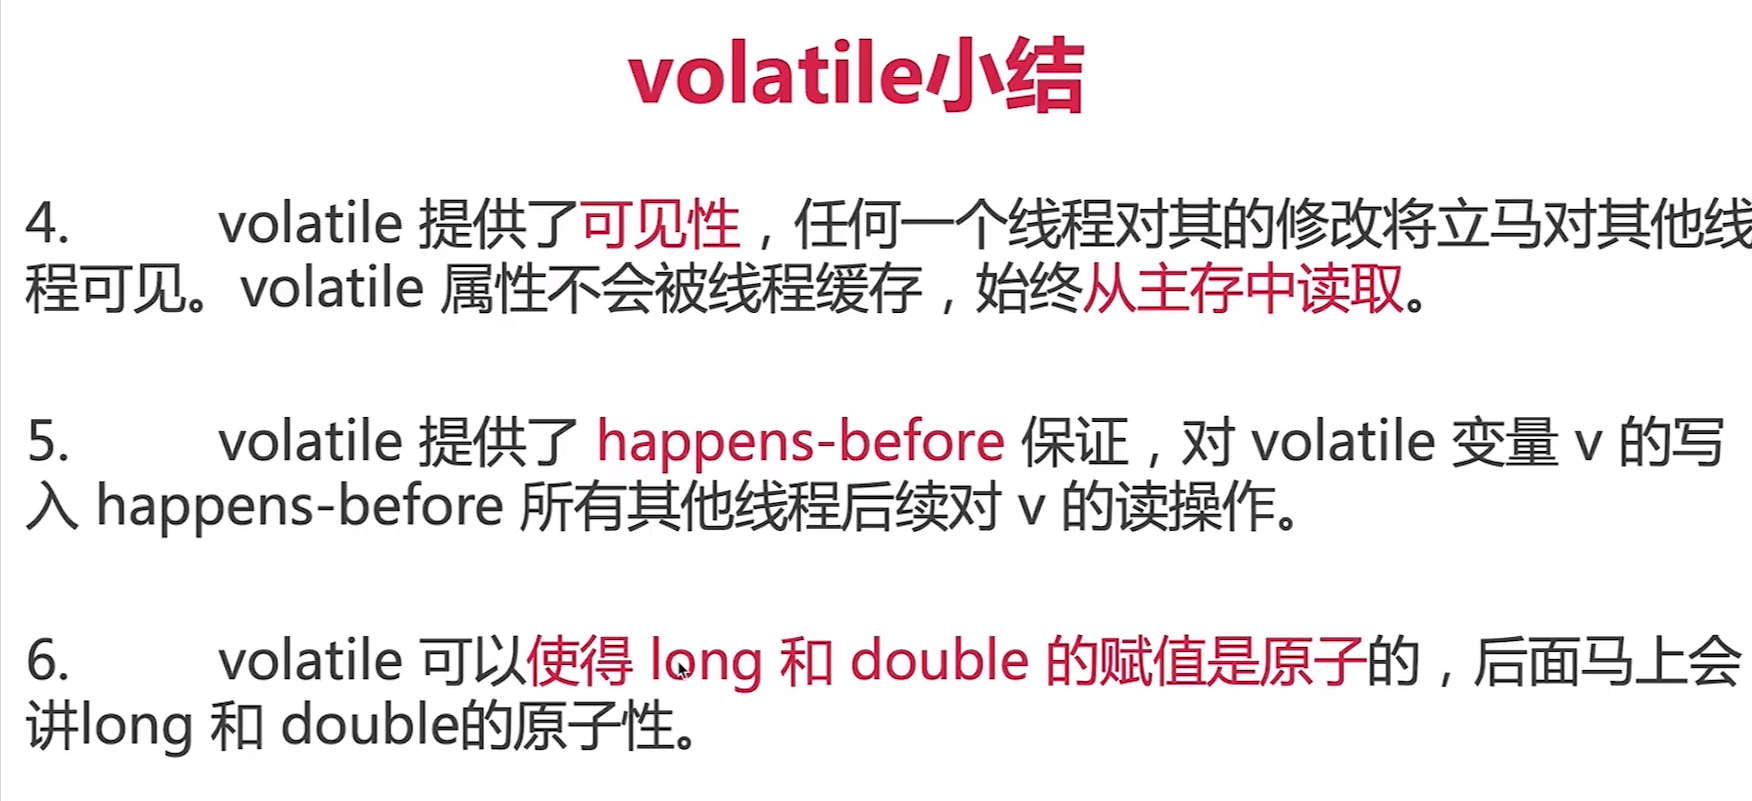 volatile小结
4. volatile 提供了可见性，任何一个线程对其的修改将立马对其他线
程可见。volatile 属性不会被线程缓存，始终从主存中读取。
5. volatile 提供了 happens-before 保证，对 volatile 变量 v 的写
入 happens-before 所有其他线程后续对 v 的读操作。
6. volatile 可以使得 long 和 double 的赋值是原子的，后面马上会
讲long 和 double的原子性。